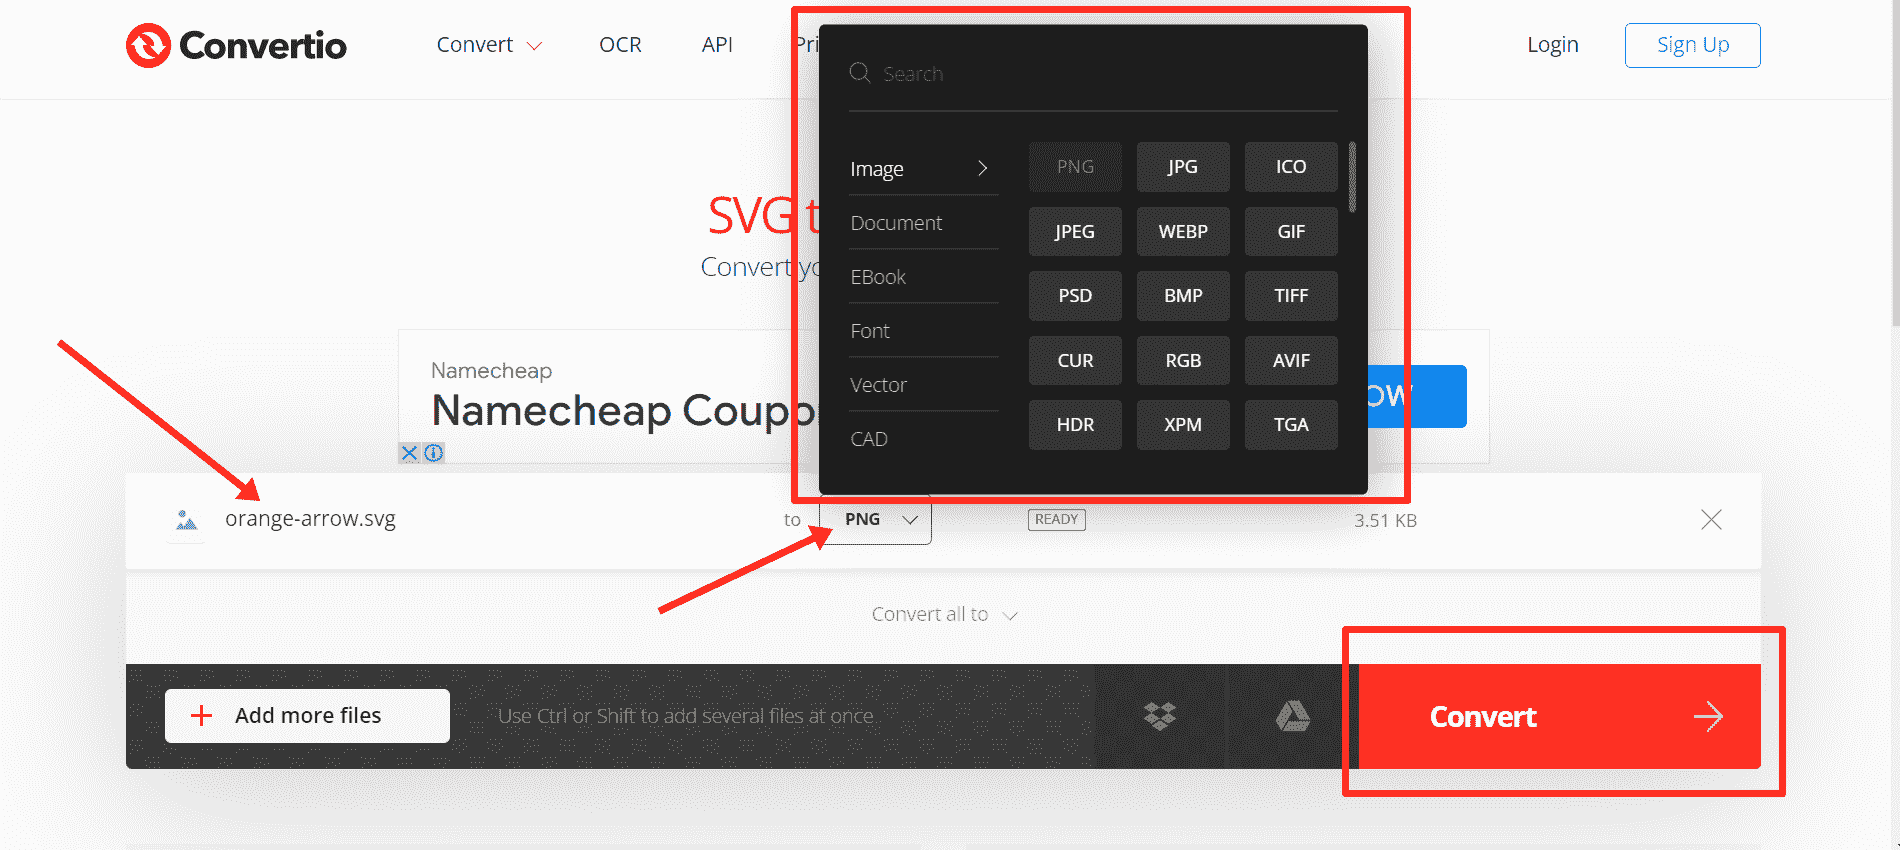 Convertio
Convert
OCR
API
Pri
Login
Sign Up
Search
Image
Document
EBook
Font
Vector
CAD
PNG
JPG
ICO
JPEG
WEBP
GIF
PSD
BMP
TIFF
CUR
RGB
AVIF
HDR
XPM
TGA
SVG t
Convert yo
Namecheap
Namecheap Coupo
OW
orange-arrow.svg
to
PNG
READY
3.51 KB
Convert all to
Add more files
Use Ctrl or Shift to add several files at once
Convert